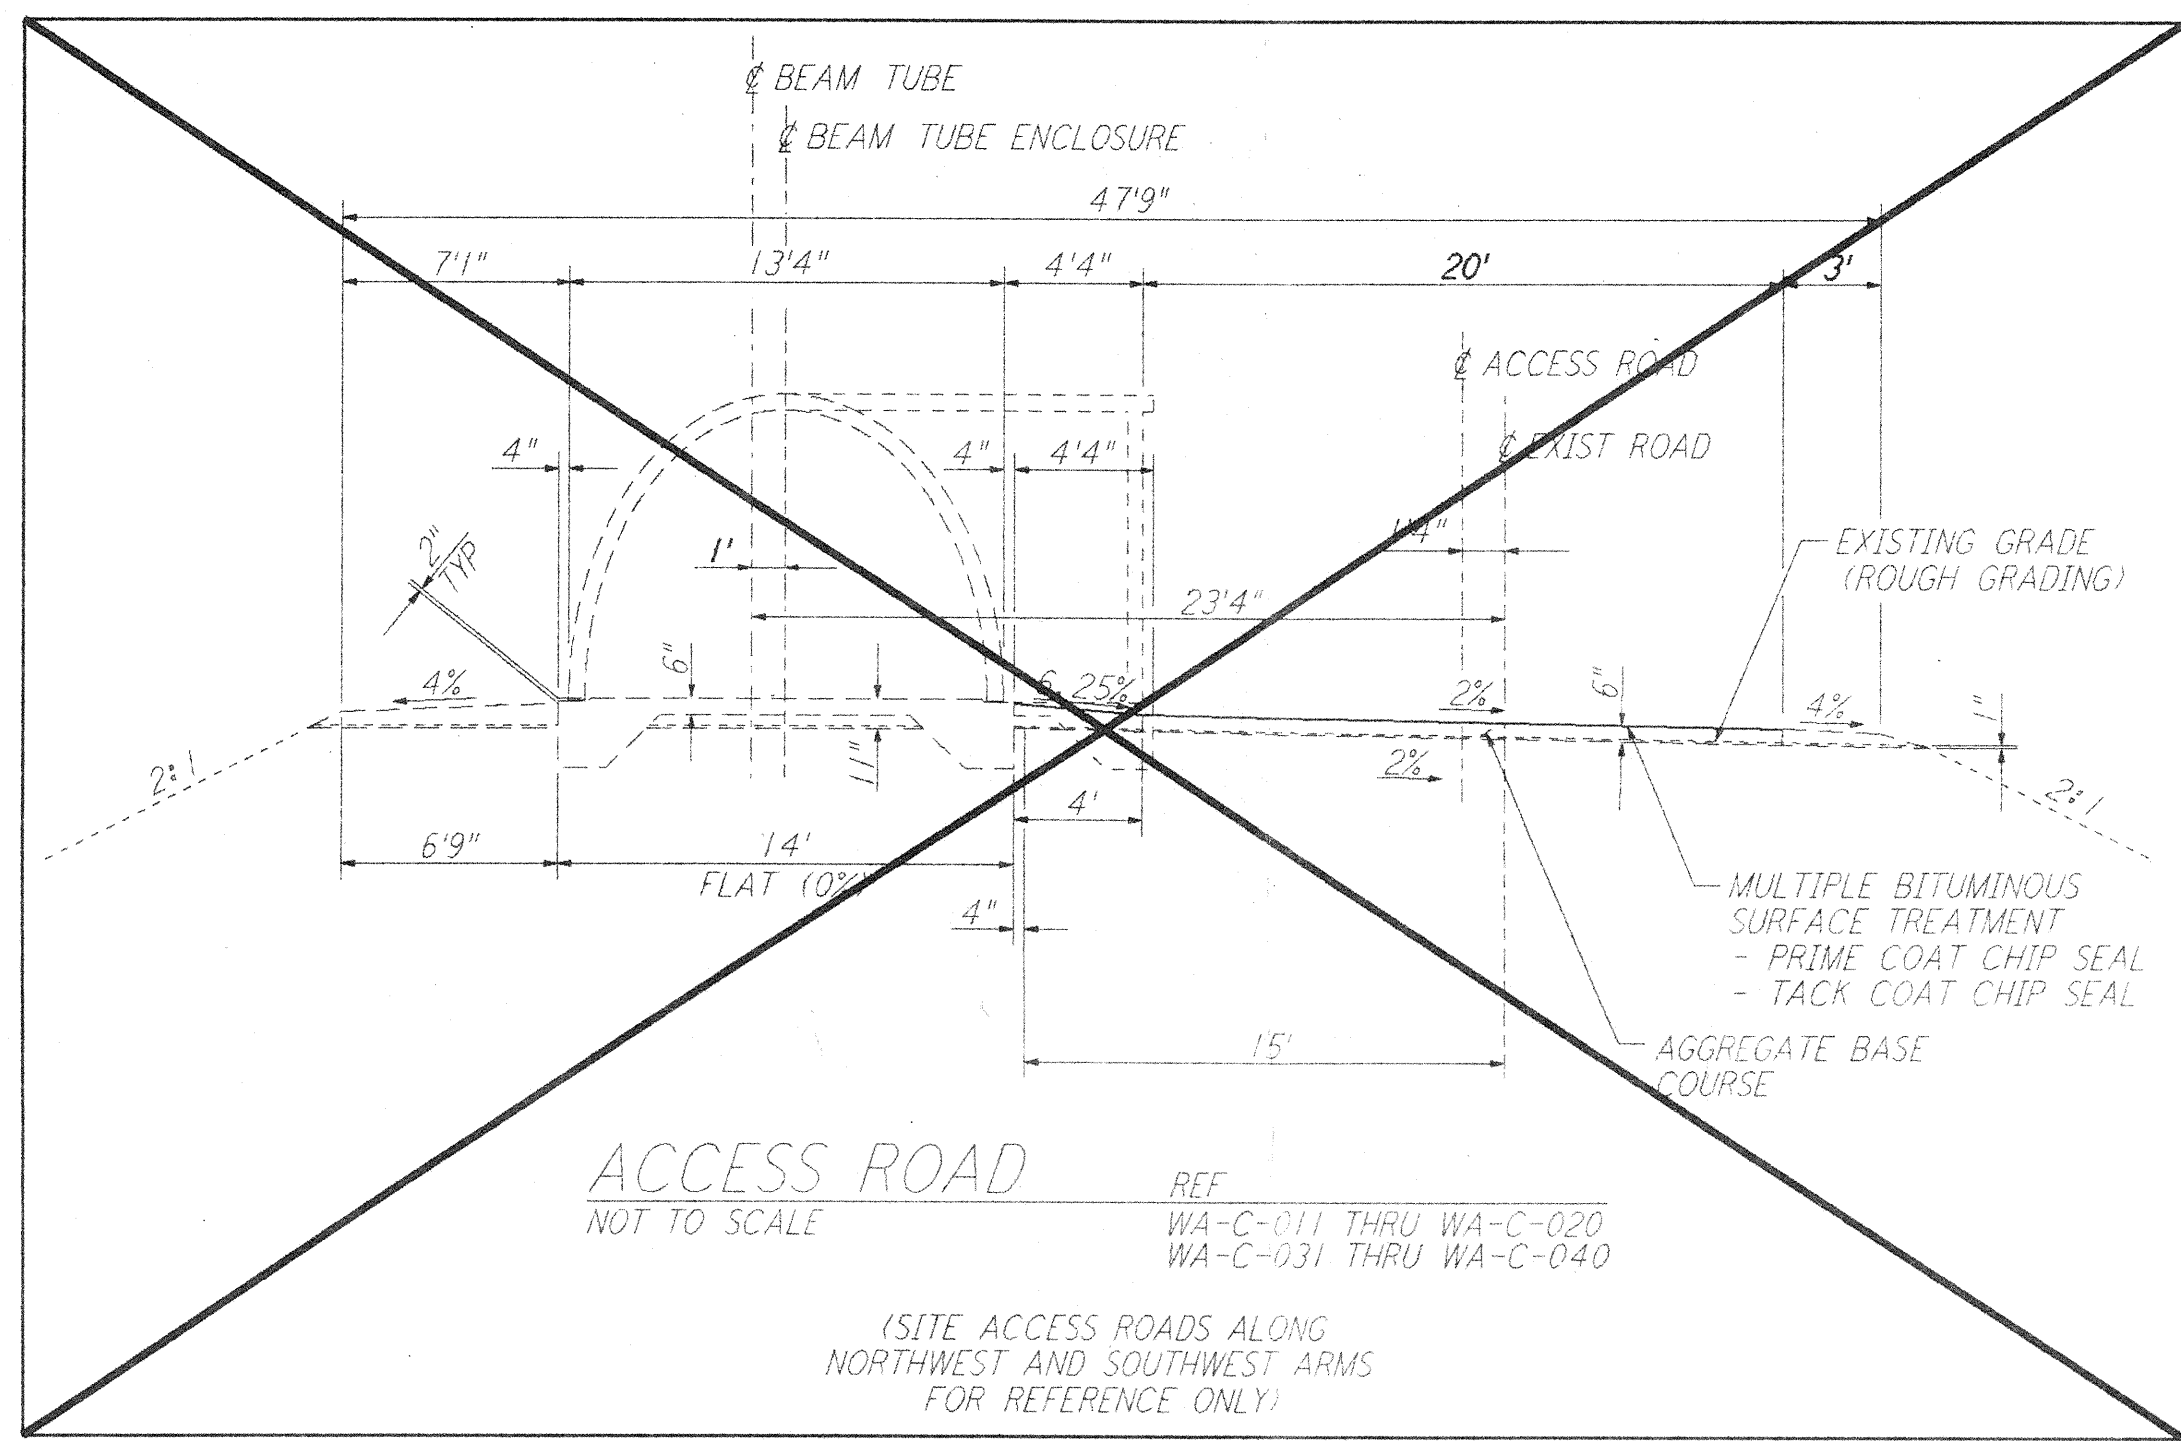 ℄ BEAM TUBE
℄ BEAM TUBE ENCLOSURE
47'9"
7'1"
13'4"
4'4"
20'
3'
℄ ACCESS ROAD
℄ EXIST ROAD
4"
4"
4'4"
1'4"
2"
TYP
1'
EXISTING GRADE
(ROUGH GRADING)
23'4"
6"
4%
6.25%
2%
6"
4%
1"
2:1
11"
2%
2:1
4'
6'9"
14'
FLAT (0%)
4"
MULTIPLE BITUMINOUS
SURFACE TREATMENT
- PRIME COAT CHIP SEAL
- TACK COAT CHIP SEAL
15'
AGGREGATE BASE
COURSE
ACCESS ROAD
NOT TO SCALE
REF
WA-C-011 THRU WA-C-020
WA-C-031 THRU WA-C-040
(SITE ACCESS ROADS ALONG
NORTHWEST AND SOUTHWEST ARMS
FOR REFERENCE ONLY)